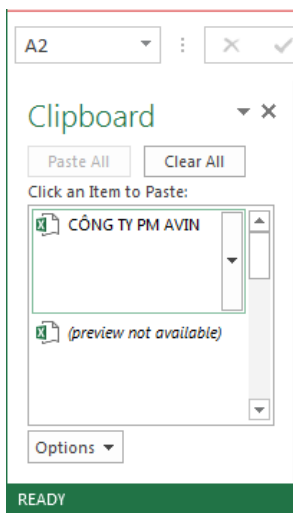 A2
Clipboard
Paste All Clear All
Click an Item to Paste:
CÔNG TY PM AVIN
(preview not available)
Options
READY